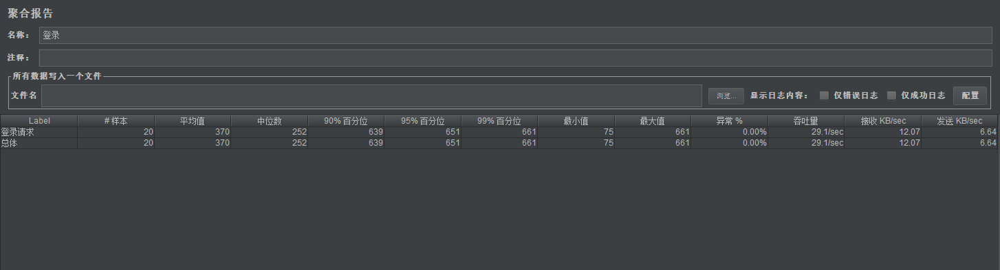 聚合报告
名称： 登录
注释：
所有数据写入一个文件
文件名 浏览... 显示日志内容： 仅错误日志 仅成功日志 配置
Label # 样本 平均值 中位数 90% 百分位 95% 百分位 99% 百分位 最小值 最大值 异常 % 吞吐量 接收 KB/sec 发送 KB/sec
登录请求 20 370 252 639 651 661 75 661 0.00% 29.1/sec 12.07 6.64
总体 20 370 252 639 651 661 75 661 0.00% 29.1/sec 12.07 6.64